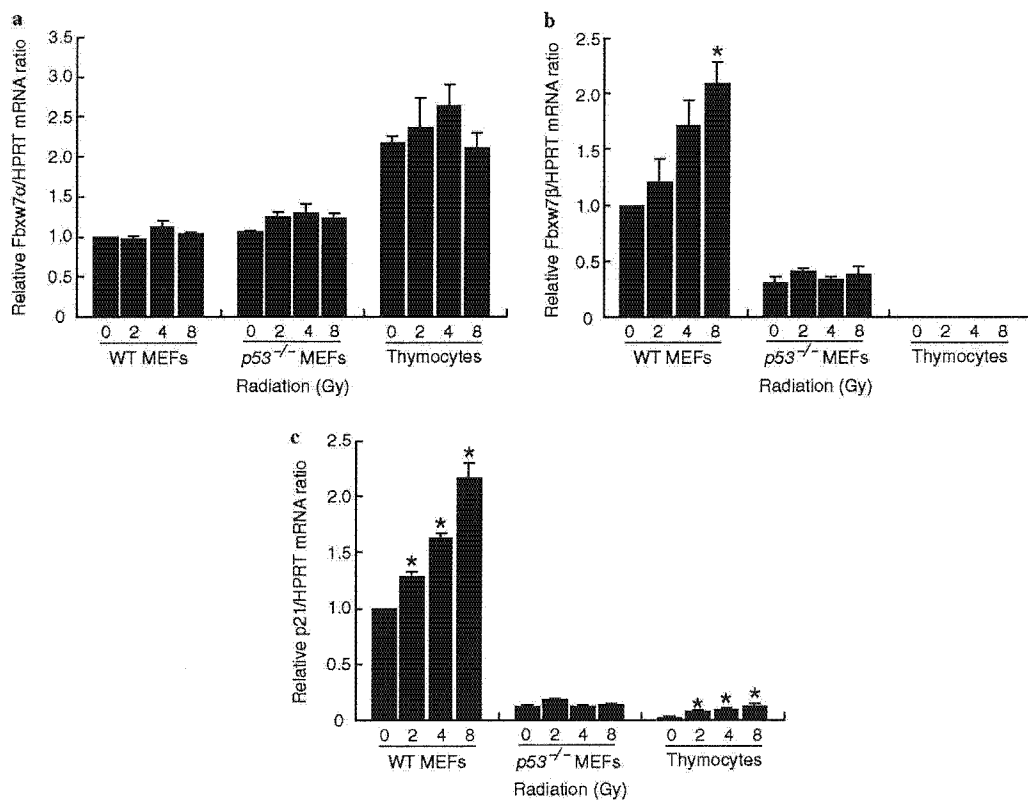 a
Relative Fbxw7α/HPRT mRNA ratio
3.5
3.0
2.5
2.0
1.5
1.0
0.5
0
0 2 4 8
WT MEFs
0 2 4 8
p53-/- MEFs
0 2 4 8
Thymocytes
Radiation (Gy)
b
Relative Fbxw7β/HPRT mRNA ratio
2.5
2.0
1.5
1.0
0.5
0
*
0 2 4 8
WT MEFs
0 2 4 8
p53-/- MEFs
0 2 4 8
Thymocytes
Radiation (Gy)
c
Relative p21/HPRT mRNA ratio
2.5
2.0
1.5
1.0
0.5
0
* * *
* * *
0 2 4 8
WT MEFs
0 2 4 8
p53-/- MEFs
0 2 4 8
Thymocytes
Radiation (Gy)